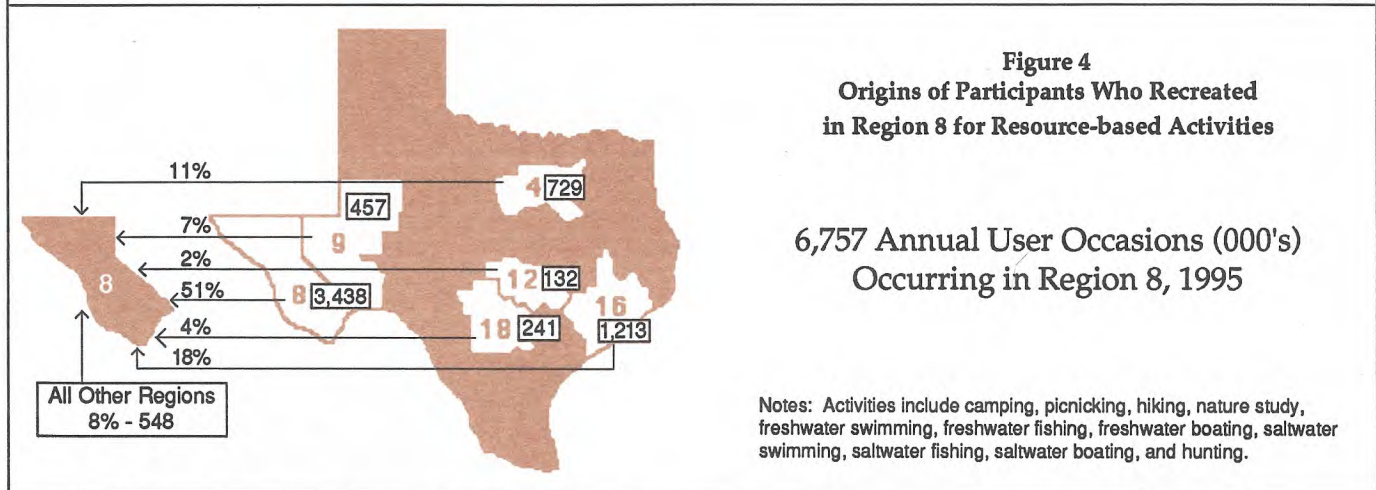 Figure 4
Origins of Participants Who Recreated
in Region 8 for Resource-based Activities
6,757 Annual User Occasions (000's)
Occurring in Region 8, 1995
Notes: Activities include camping, picnicking, hiking, nature study,
freshwater swimming, freshwater fishing, freshwater boating, saltwater
swimming, saltwater fishing, saltwater boating, and hunting.
11%
4 729
457
7%
9
2%
12 132
8
51%
8 3,438
16
1,213
4%
18 241
18%
All Other Regions
8% - 548